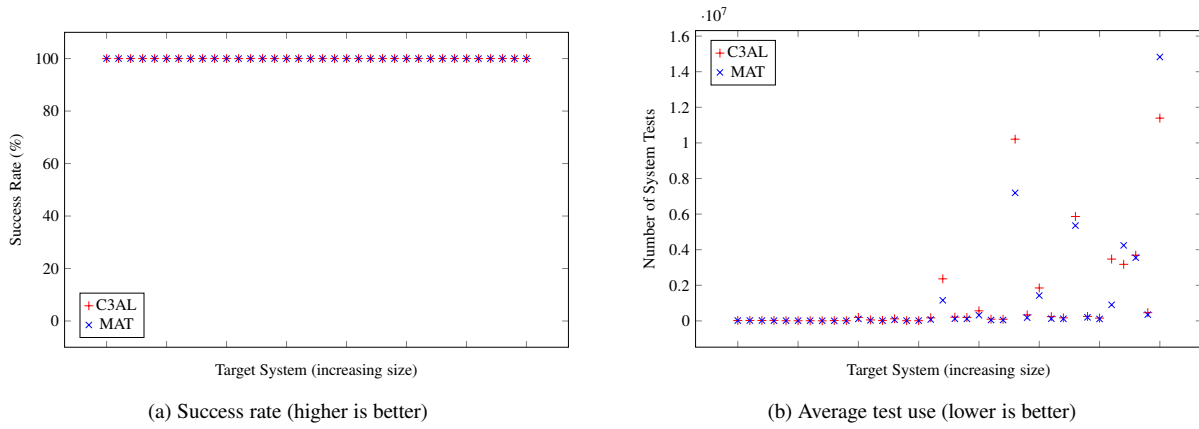 100
80
60
40
20
0
Success Rate (%)
C3AL
MAT
Target System (increasing size)
(a) Success rate (higher is better)
·10⁷
1.6
1.4
1.2
1
0.8
0.6
0.4
0.2
0
Number of System Tests
C3AL
MAT
Target System (increasing size)
(b) Average test use (lower is better)